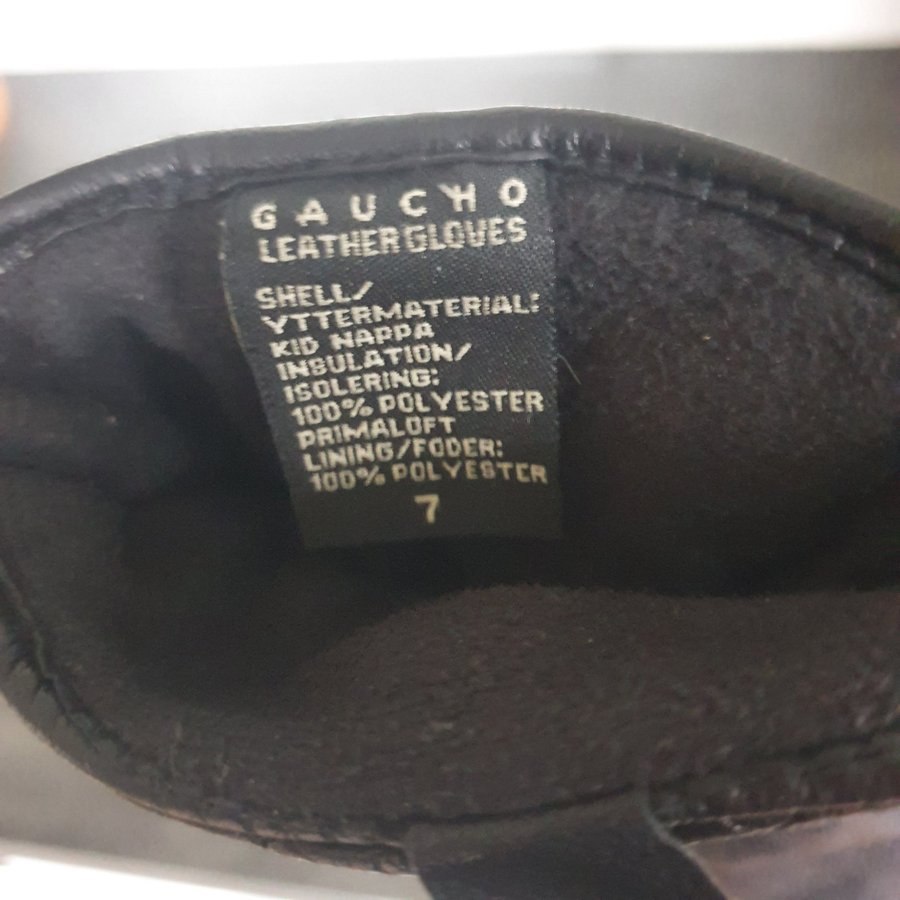 GAUCHO
LEATHER GLOVES
SHELL/
YTTERMATERIAL:
KID NAPPA
INSULATION/
ISOLERING:
100% POLYESTER
PRIMALOFT
LINING/FODER:
100% POLYESTER
7